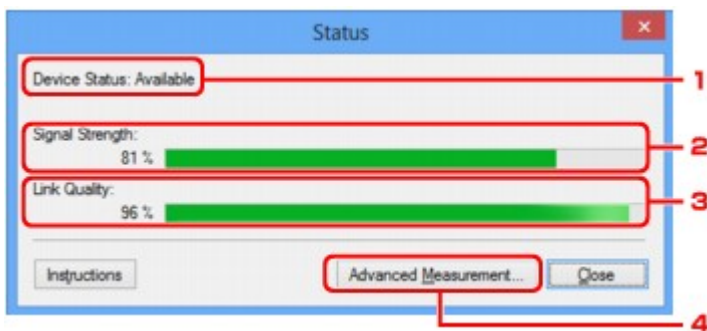 Status
Device Status: Available
1
Signal Strength:
81 %
2
Link Quality:
96 %
3
Instructions
Advanced Measurement...
Close
4